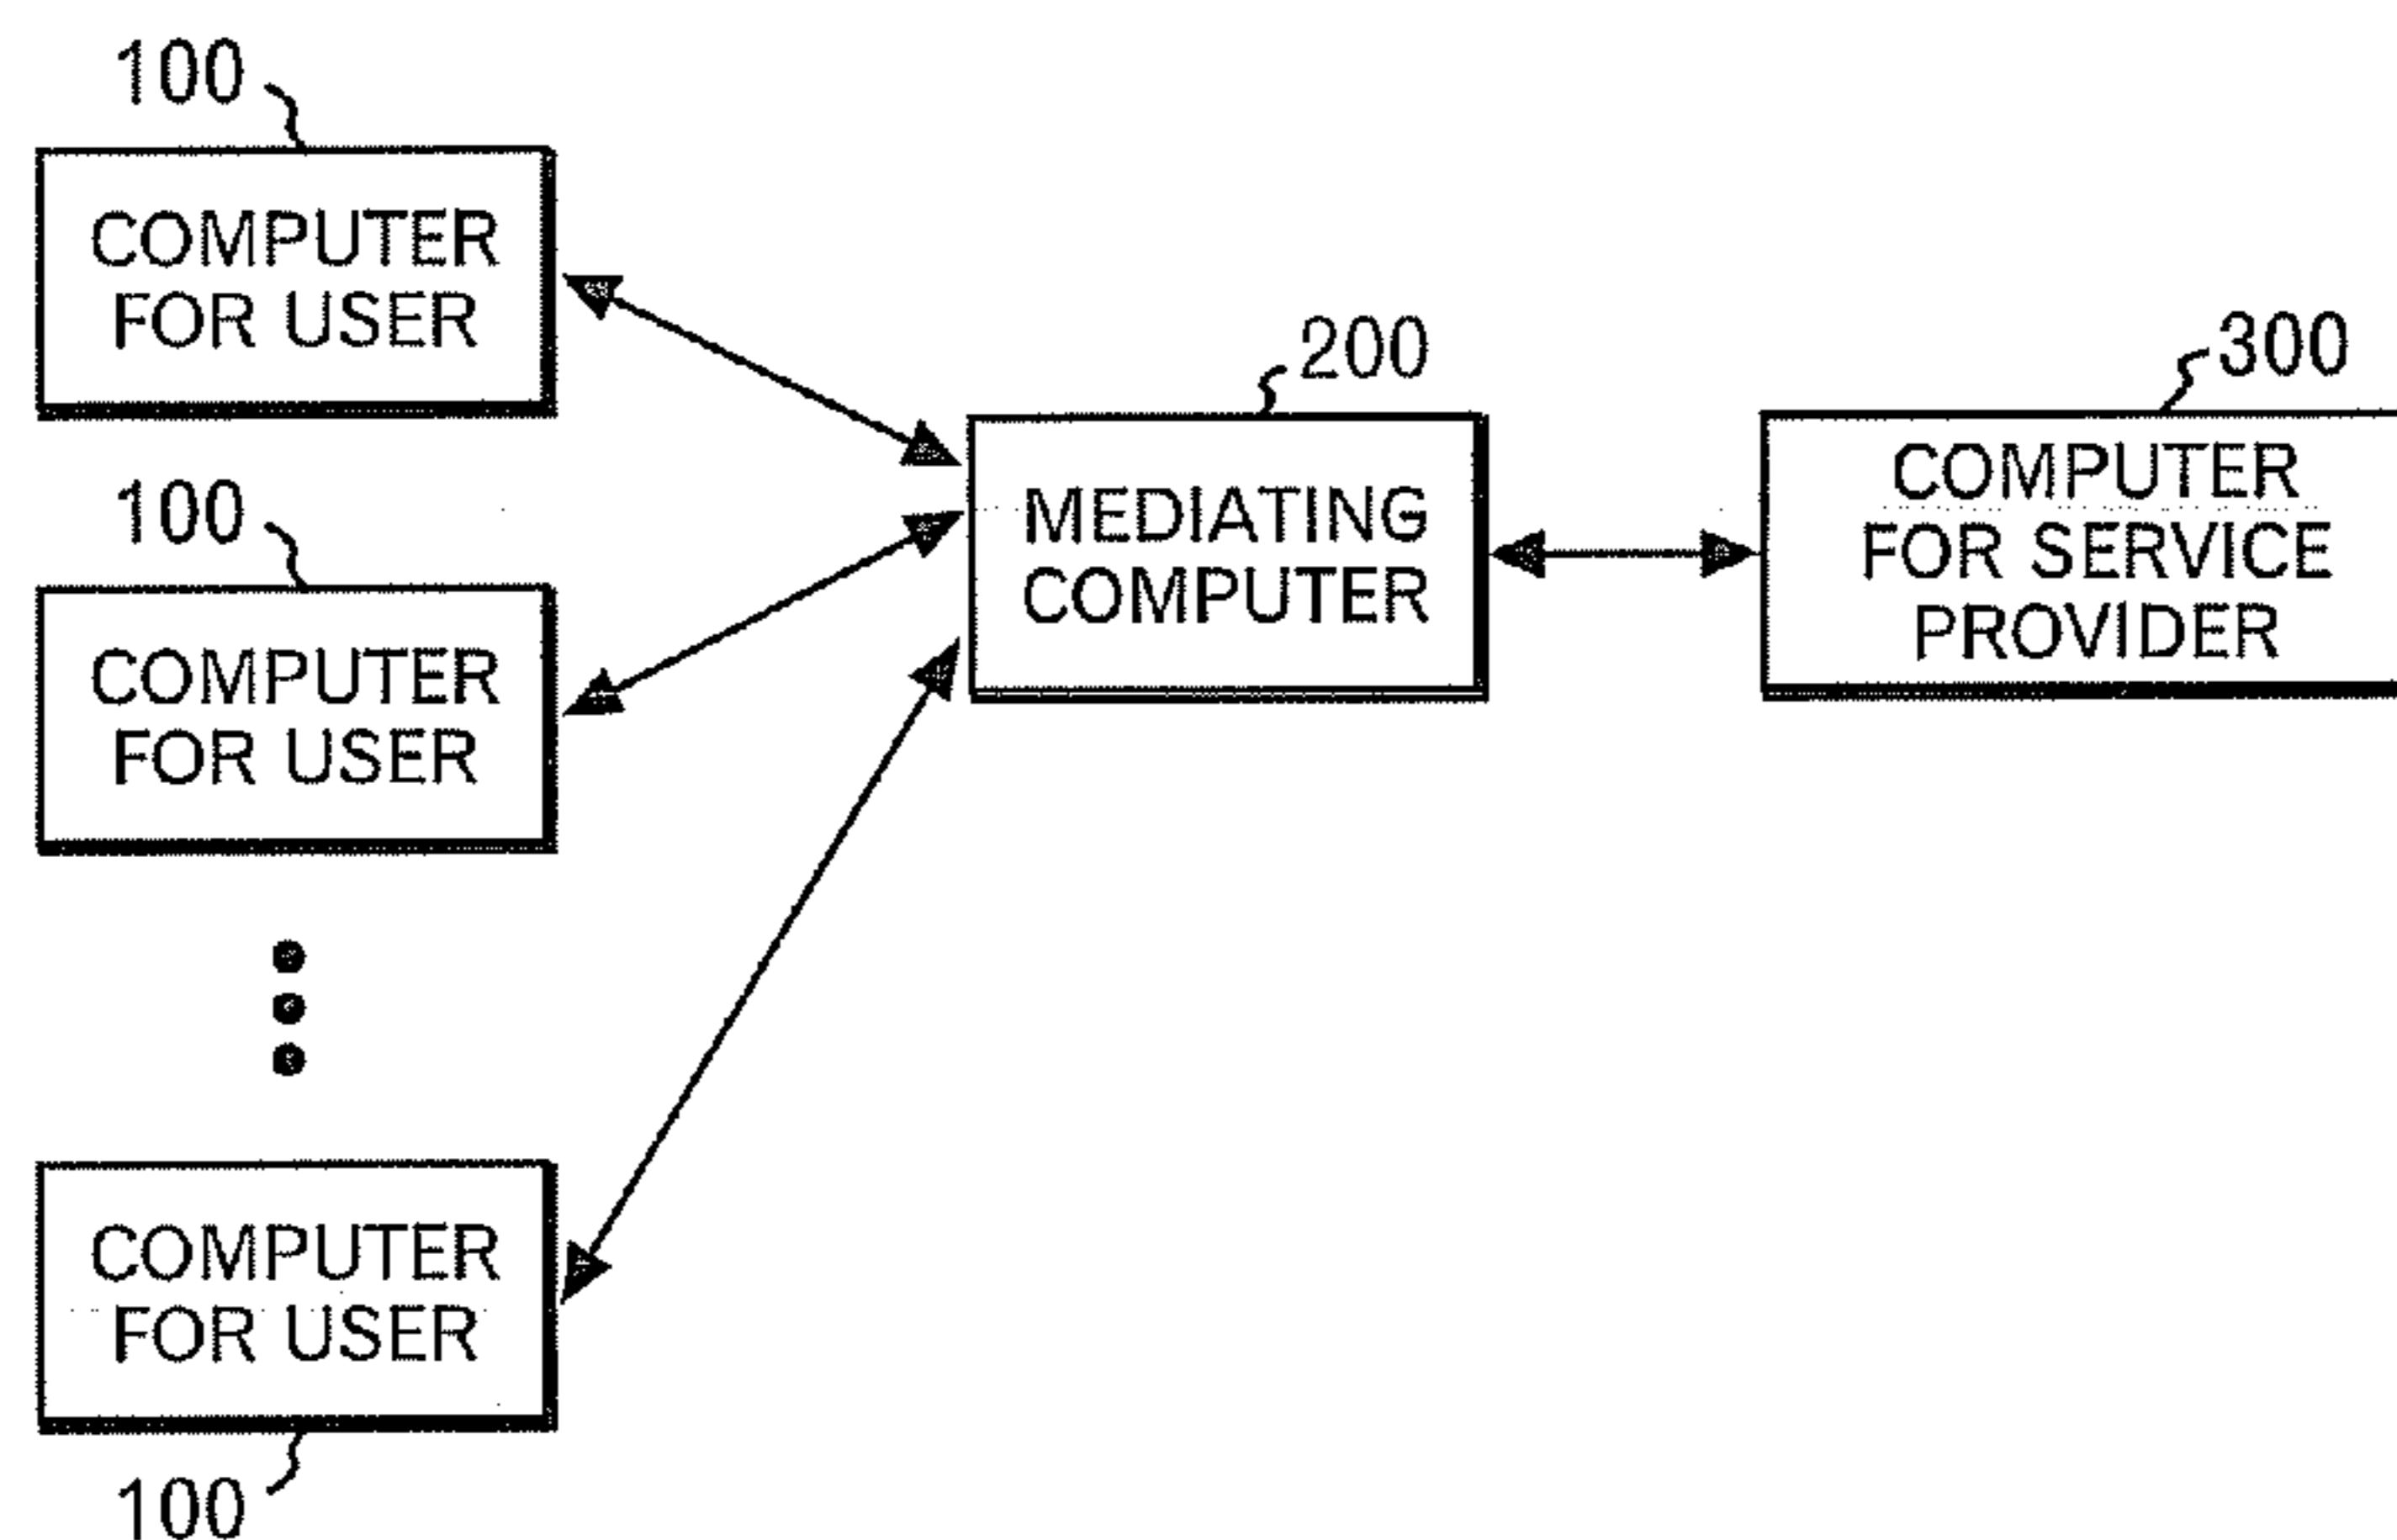 100
COMPUTER
FOR USER
100
COMPUTER
FOR USER
COMPUTER
FOR USER
100
200
MEDIATING
COMPUTER
300
COMPUTER
FOR SERVICE
PROVIDER